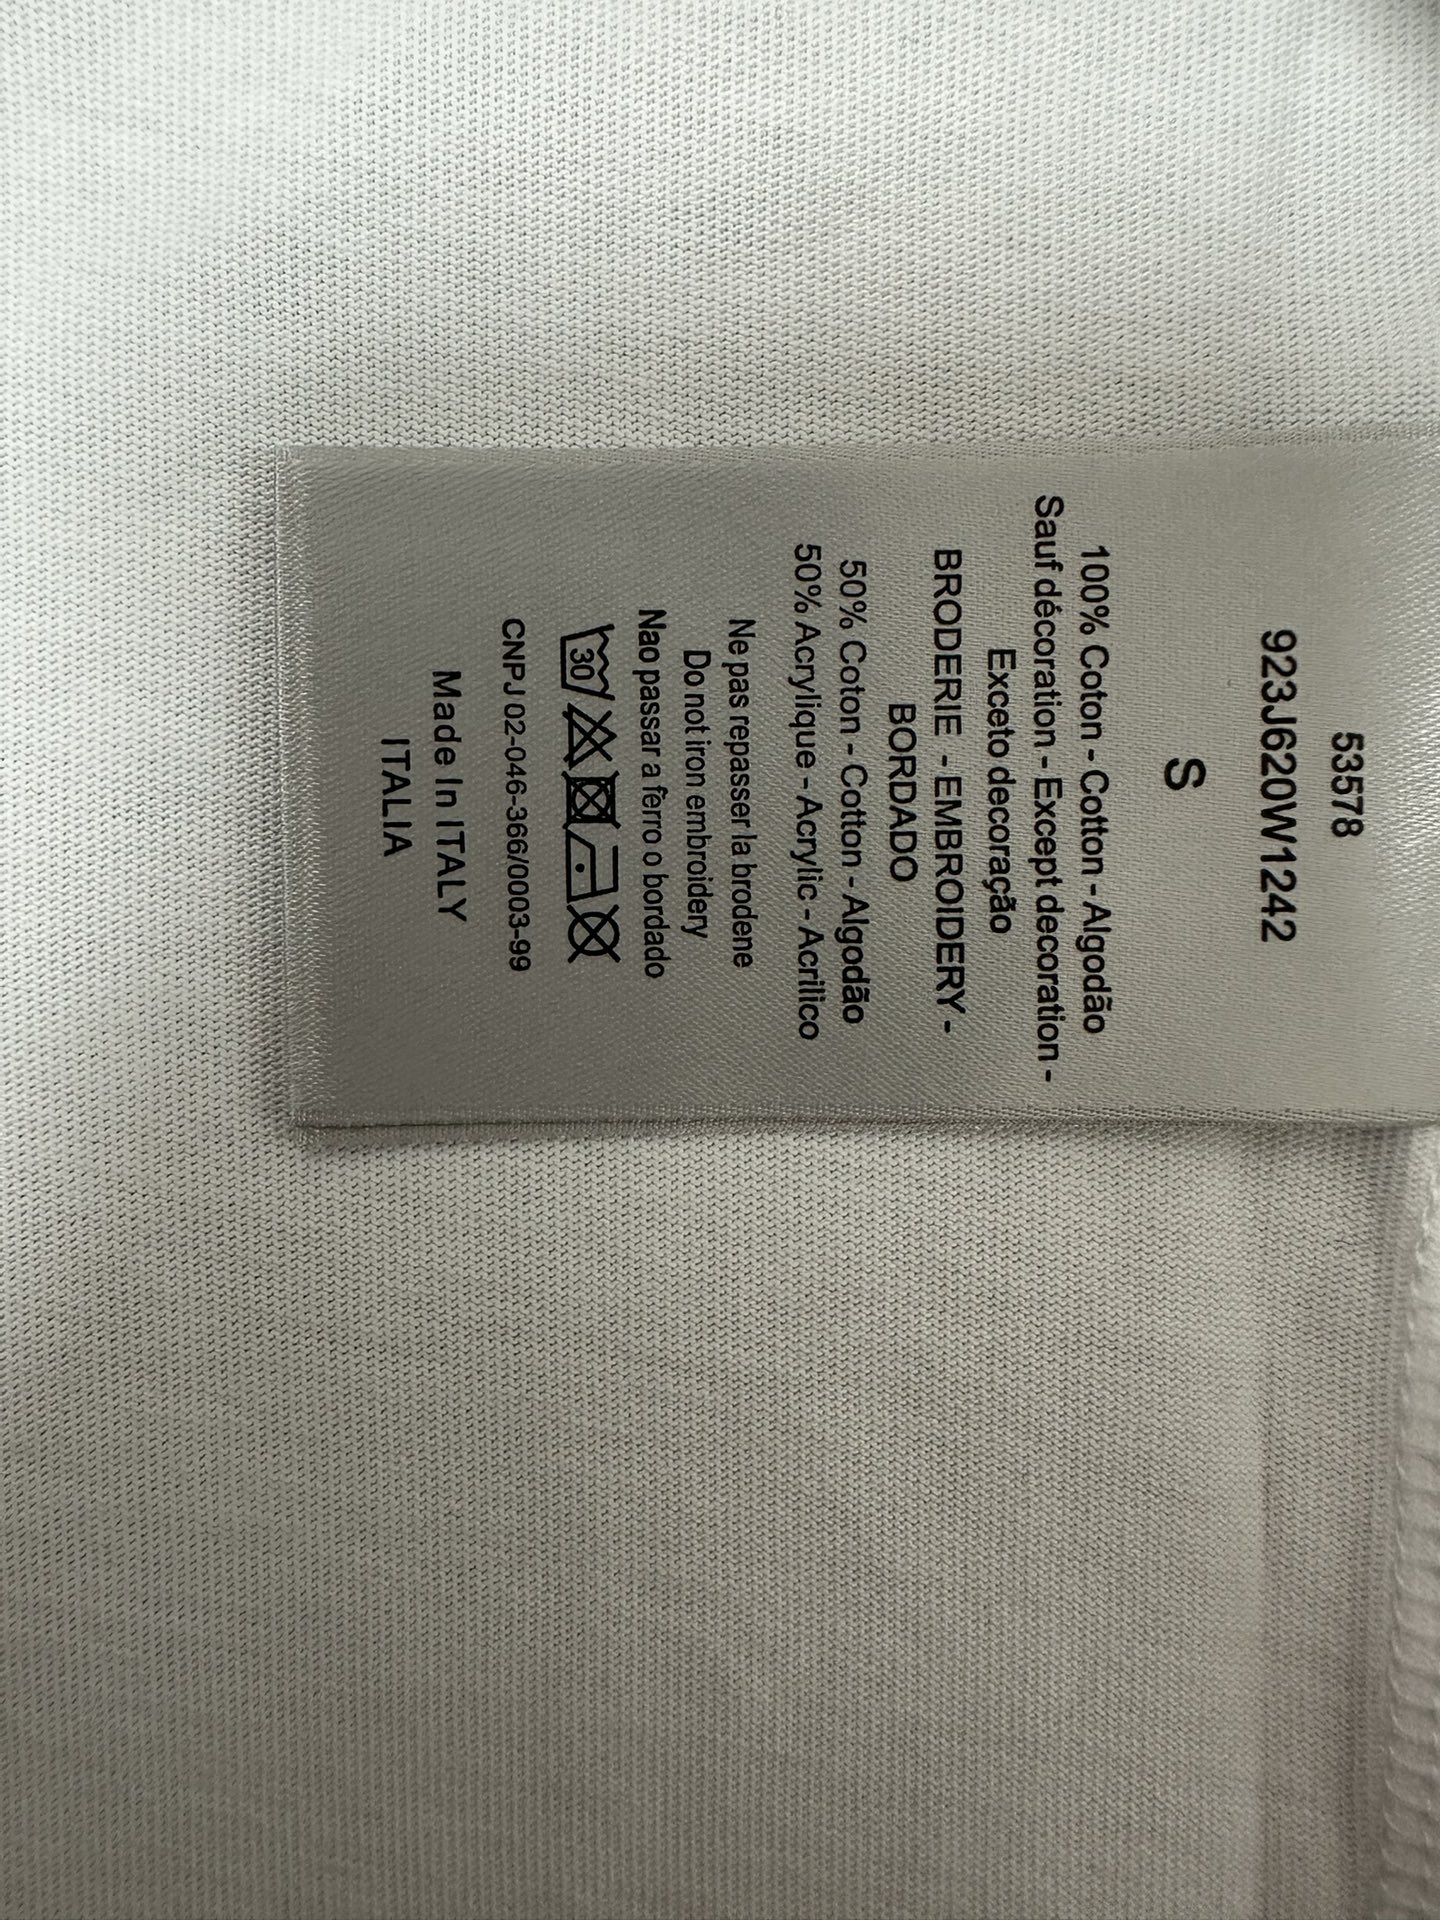 53578
923J620W1242
S
100% Coton - Cotton - Algodão
Sauf décoration - Except decoration -
Exceto decoração
BRODERIE - EMBROIDERY -
BORDADO
50% Coton - Cotton - Algodão
50% Acrylique - Acrylic - Acrilico
Ne pas repasser la brodene
Do not iron embroidery
Nao passar a ferro o bordado
30
CNPJ 02-046-366/0003-99
Made In ITALY
ITALIA